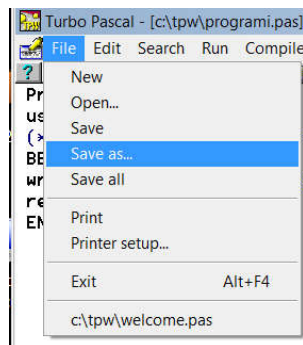 Turbo Pascal - [c:\tpw\programi.pas]
File Edit Search Run Compile
?
Pr
us
(*
BE
wr
re
EN
New
Open...
Save
Save as...
Save all
Print
Printer setup...
Exit Alt+F4
c:\tpw\welcome.pas